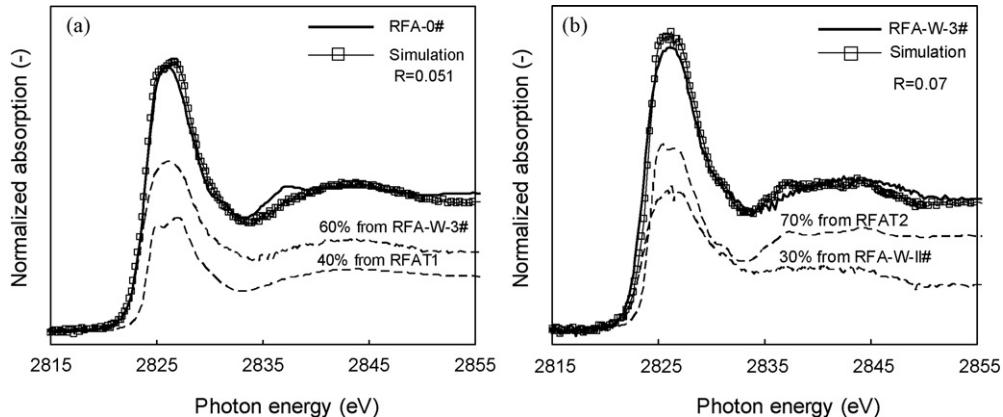 (a)
RFA-0#
Simulation
R=0.051
60% from RFA-W-3#
40% from RFAT1
Normalized absorption (-)
2815 2825 2835 2845 2855
Photon energy (eV)
(b)
RFA-W-3#
Simulation
R=0.07
70% from RFAT2
30% from RFA-W-II#
Normalized absorption (-)
2815 2825 2835 2845 2855
Photon energy (eV)